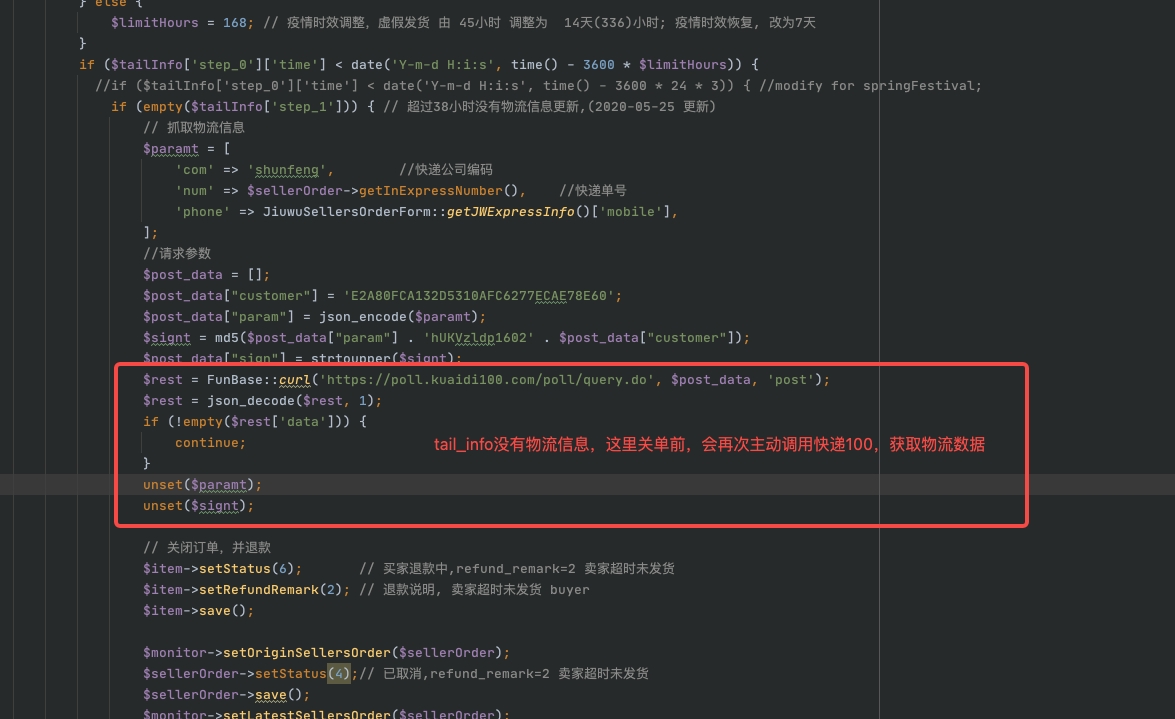 } else {
$limitHours = 168; // 疫情时效调整，虚假发货 由 45小时 调整为  14天(336)小时; 疫情时效恢复, 改为7天
}
if ($tailInfo['step_0']['time'] < date('Y-m-d H:i:s', time() - 3600 * $limitHours)) {
//if ($tailInfo['step_0']['time'] < date('Y-m-d H:i:s', time() - 3600 * 24 * 3)) { //modify for springFestival;
if (empty($tailInfo['step_1'])) { // 超过38小时没有物流信息更新,(2020-05-25 更新)
// 抓取物流信息
$paramt = [
'com' => 'shunfeng',        //快递公司编码
'num' => $sellerOrder->getInExpressNumber(),    //快递单号
'phone' => JiuwuSellersOrderForm::getJWExpressInfo()['mobile'],
];
//请求参数
$post_data = [];
$post_data["customer"] = 'E2A80FCA132D5310AFC6277ECAE78E60';
$post_data["param"] = json_encode($paramt);
$signt = md5($post_data["param"] . 'hUKVzldp1602' . $post_data["customer"]);
$post_data["sign"] = strtoupper($signt);
$rest = FunBase::curl('https://poll.kuaidi100.com/poll/query.do', $post_data, 'post');
$rest = json_decode($rest, 1);
if (!empty($rest['data'])) {
continue;
tail_info没有物流信息，这里关单前，会再次主动调用快递100，获取物流数据
}
unset($paramt);
unset($signt);
// 关闭订单，并退款
$item->setStatus(6);       // 买家退款中,refund_remark=2 卖家超时未发货
$item->setRefundRemark(2); // 退款说明, 卖家超时未发货 buyer
$item->save();
$monitor->setOriginSellersOrder($sellerOrder);
$sellerOrder->setStatus(4);// 已取消,refund_remark=2 卖家超时未发货
$sellerOrder->save();
$monitor->setLatestSellersOrder($sellerOrder);